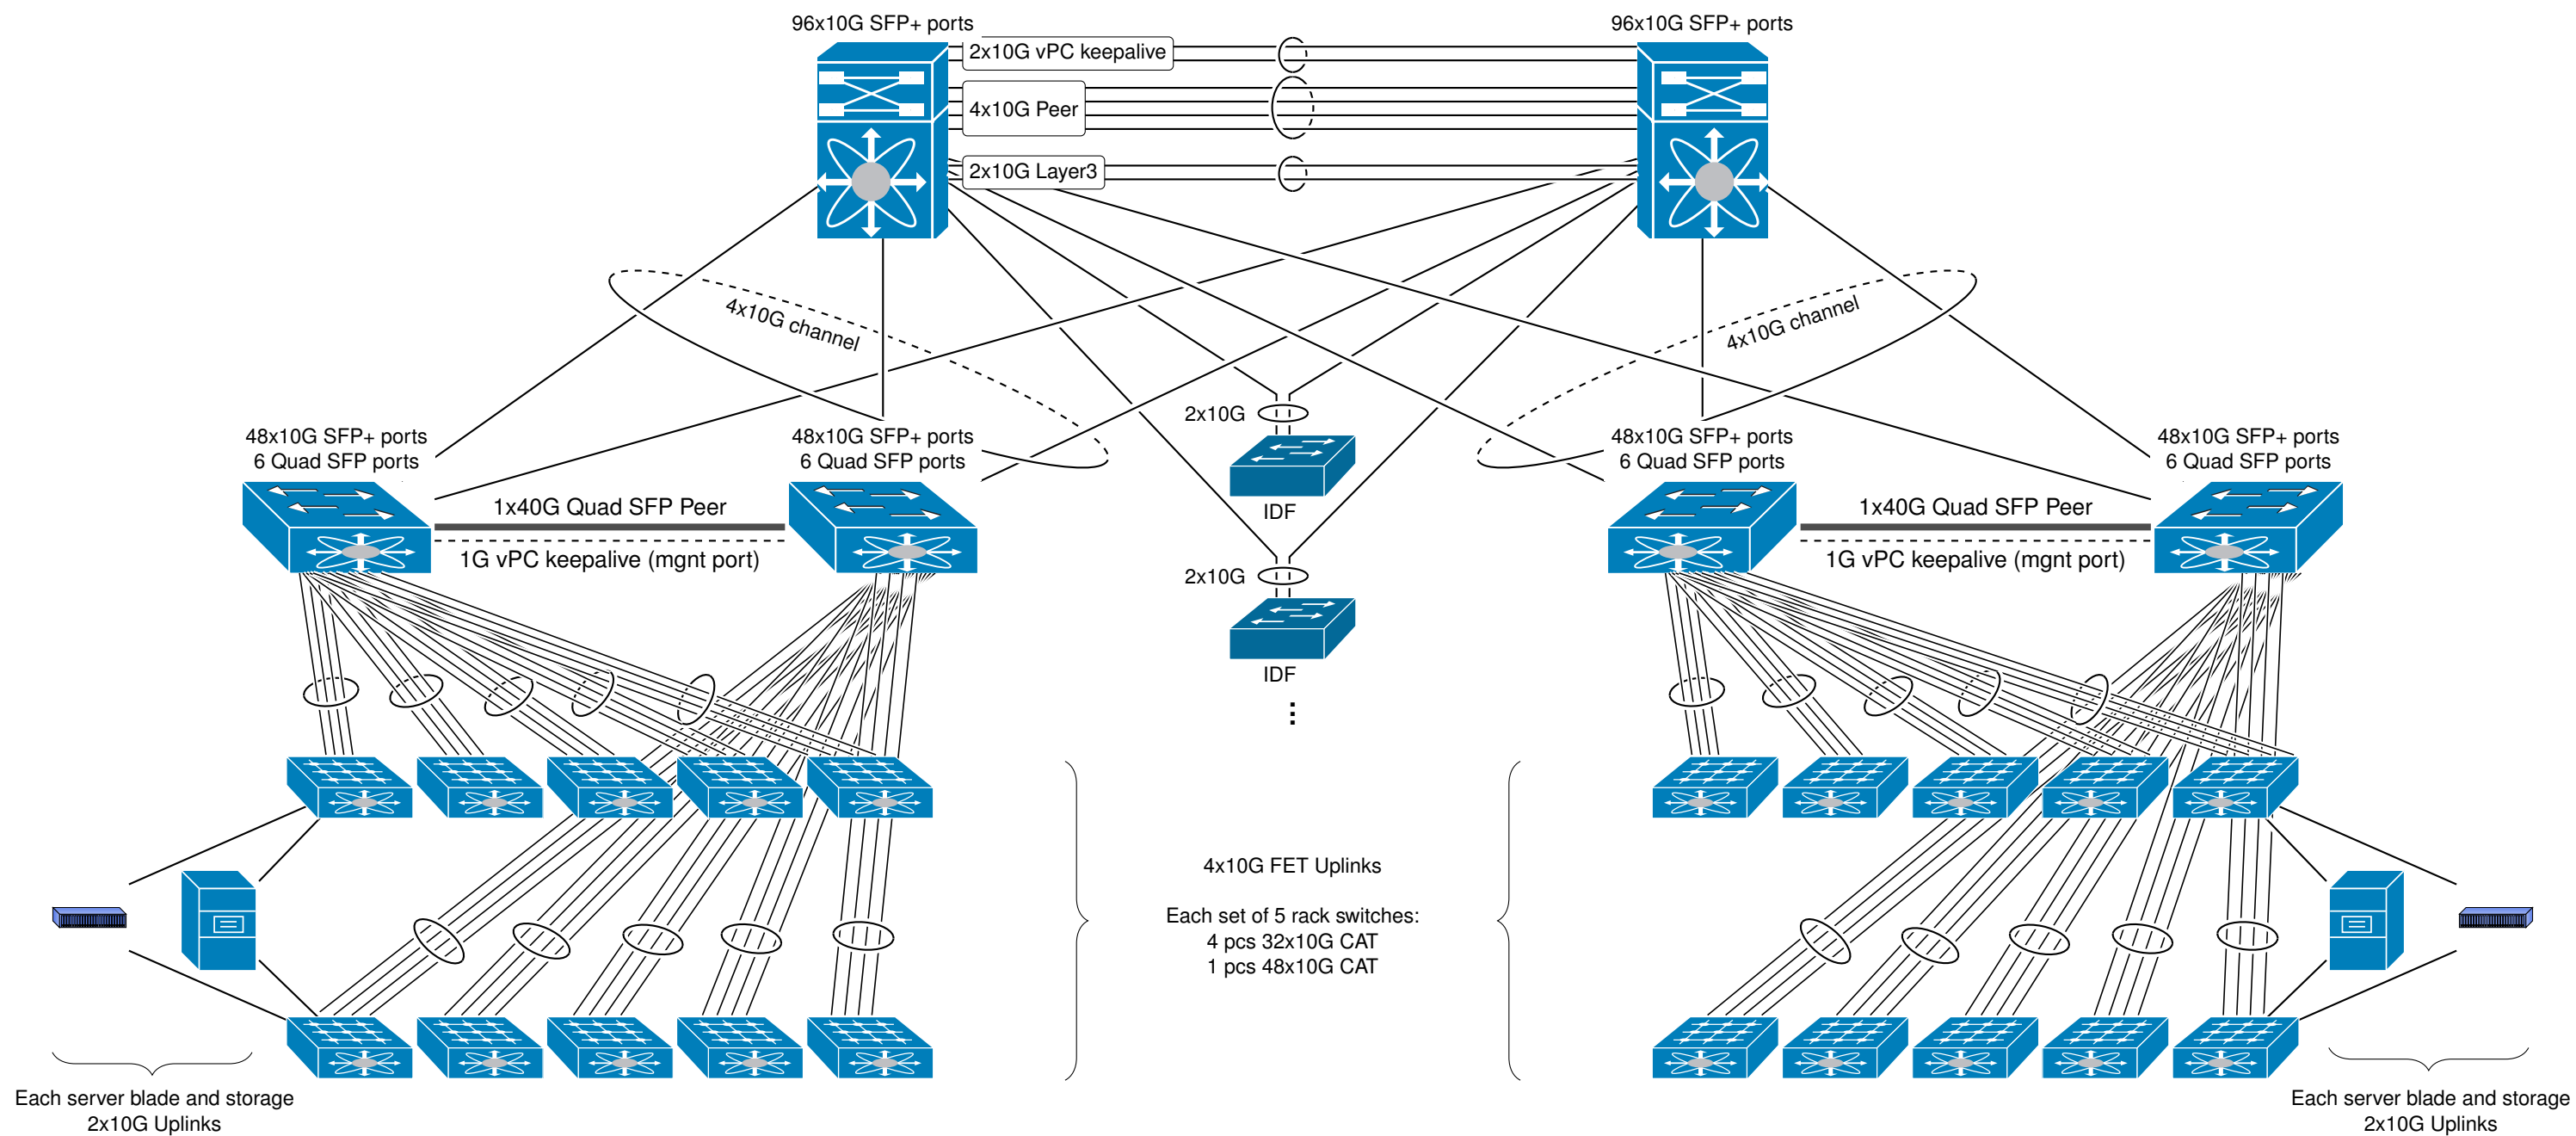 96x10G SFP+ ports
96x10G SFP+ ports
2x10G vPC keepalive
4x10G Peer
2x10G Layer3
4x10G channel
4x10G channel
2x10G
IDF
48x10G SFP+ ports
6 Quad SFP ports
48x10G SFP+ ports
6 Quad SFP ports
48x10G SFP+ ports
6 Quad SFP ports
48x10G SFP+ ports
6 Quad SFP ports
1x40G Quad SFP Peer
1G vPC keepalive (mgnt port)
1x40G Quad SFP Peer
1G vPC keepalive (mgnt port)
2x10G
IDF
4x10G FET Uplinks
Each set of 5 rack switches:
4 pcs 32x10G CAT
1 pcs 48x10G CAT
Each server blade and storage
2x10G Uplinks
Each server blade and storage
2x10G Uplinks